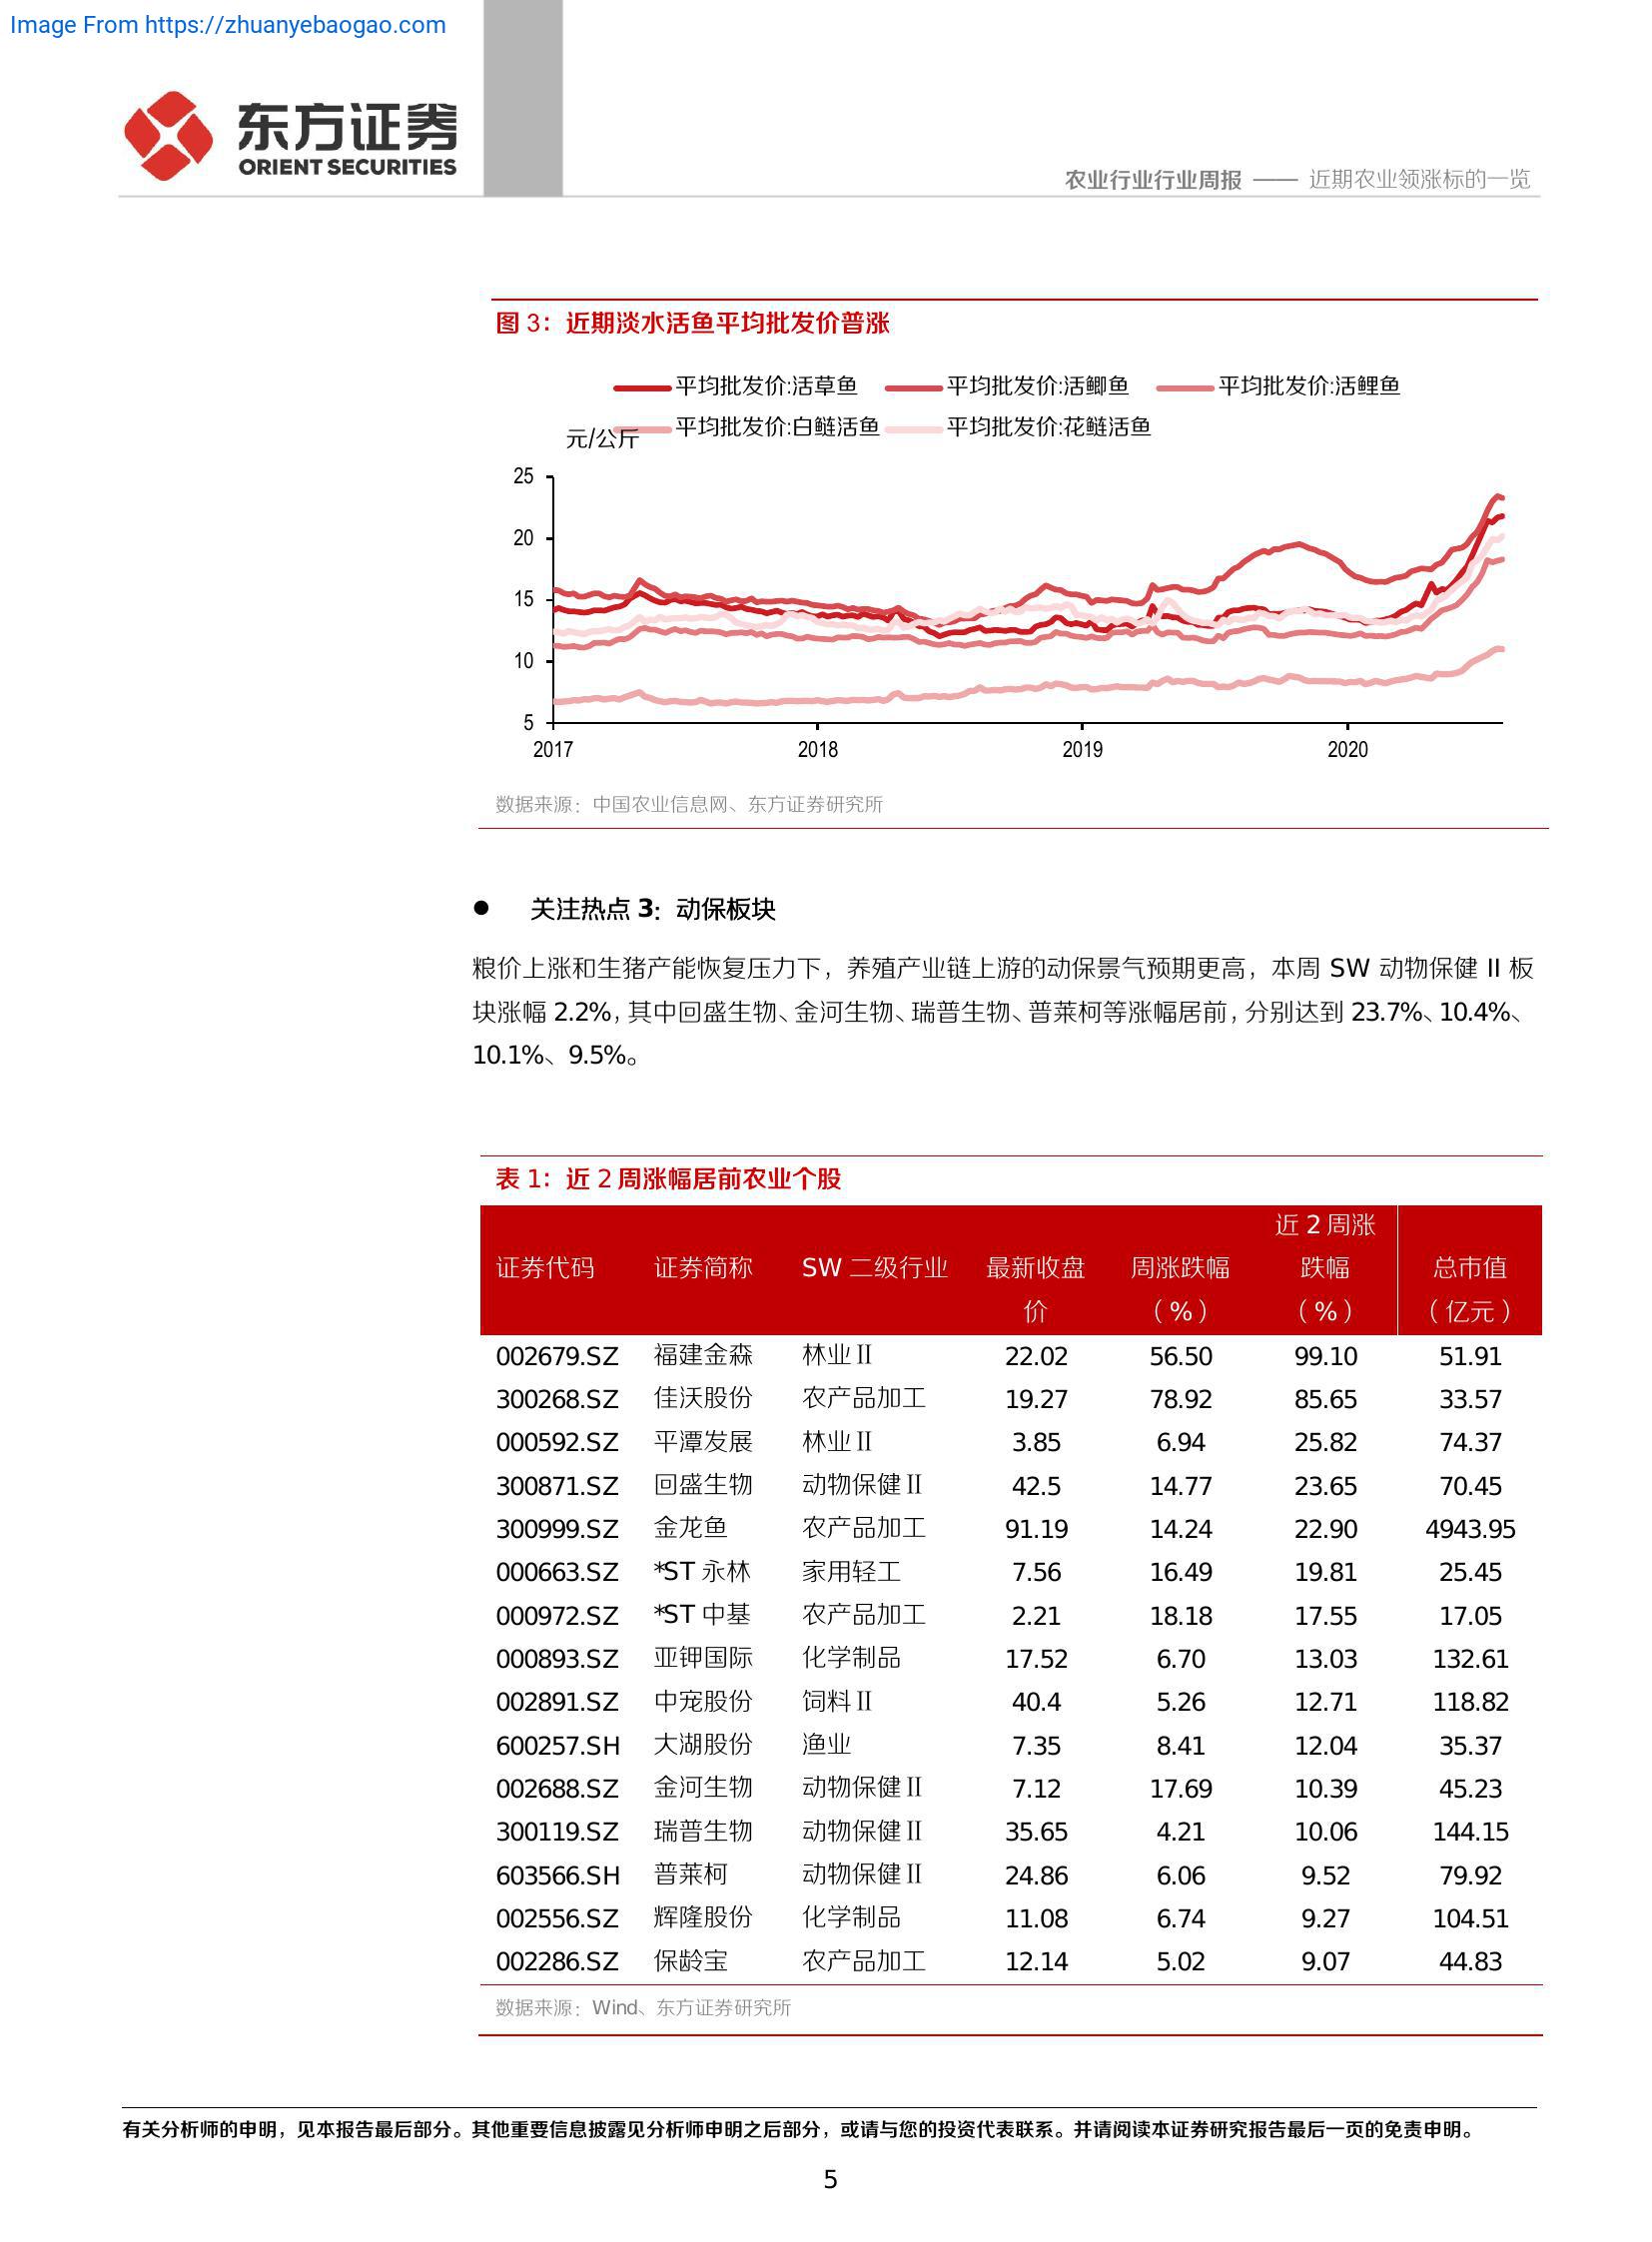 Image From https://zhuanyebaogao.com
东方证券
ORIENT SECURITIES
农业行业行业周报 —— 近期农业领涨标的一览
图 3：近期淡水活鱼平均批发价普涨
平均批发价:活草鱼 平均批发价:活鲫鱼 平均批发价:活鲤鱼
平均批发价:白鲢活鱼 平均批发价:花鲢活鱼
元/公斤
25
20
15
10
5
2017 2018 2019 2020
数据来源：中国农业信息网、东方证券研究所
● 关注热点 3：动保板块
粮价上涨和生猪产能恢复压力下，养殖产业链上游的动保景气预期更高，本周 SW 动物保健 II 板
块涨幅 2.2%，其中回盛生物、金河生物、瑞普生物、普莱柯等涨幅居前，分别达到 23.7%、10.4%、
10.1%、9.5%。
表 1：近 2 周涨幅居前农业个股
证券代码 证券简称 SW 二级行业 最新收盘价 周涨跌幅（%） 近 2 周涨跌幅（%） 总市值（亿元）
002679.SZ 福建金森 林业Ⅱ 22.02 56.50 99.10 51.91
300268.SZ 佳沃股份 农产品加工 19.27 78.92 85.65 33.57
000592.SZ 平潭发展 林业Ⅱ 3.85 6.94 25.82 74.37
300871.SZ 回盛生物 动物保健Ⅱ 42.5 14.77 23.65 70.45
300999.SZ 金龙鱼 农产品加工 91.19 14.24 22.90 4943.95
000663.SZ *ST 永林 家用轻工 7.56 16.49 19.81 25.45
000972.SZ *ST 中基 农产品加工 2.21 18.18 17.55 17.05
000893.SZ 亚钾国际 化学制品 17.52 6.70 13.03 132.61
002891.SZ 中宠股份 饲料Ⅱ 40.4 5.26 12.71 118.82
600257.SH 大湖股份 渔业 7.35 8.41 12.04 35.37
002688.SZ 金河生物 动物保健Ⅱ 7.12 17.69 10.39 45.23
300119.SZ 瑞普生物 动物保健Ⅱ 35.65 4.21 10.06 144.15
603566.SH 普莱柯 动物保健Ⅱ 24.86 6.06 9.52 79.92
002556.SZ 辉隆股份 化学制品 11.08 6.74 9.27 104.51
002286.SZ 保龄宝 农产品加工 12.14 5.02 9.07 44.83
数据来源：Wind、东方证券研究所
有关分析师的申明，见本报告最后部分。其他重要信息披露见分析师申明之后部分，或请与您的投资代表联系。并请阅读本证券研究报告最后一页的免责申明。
5